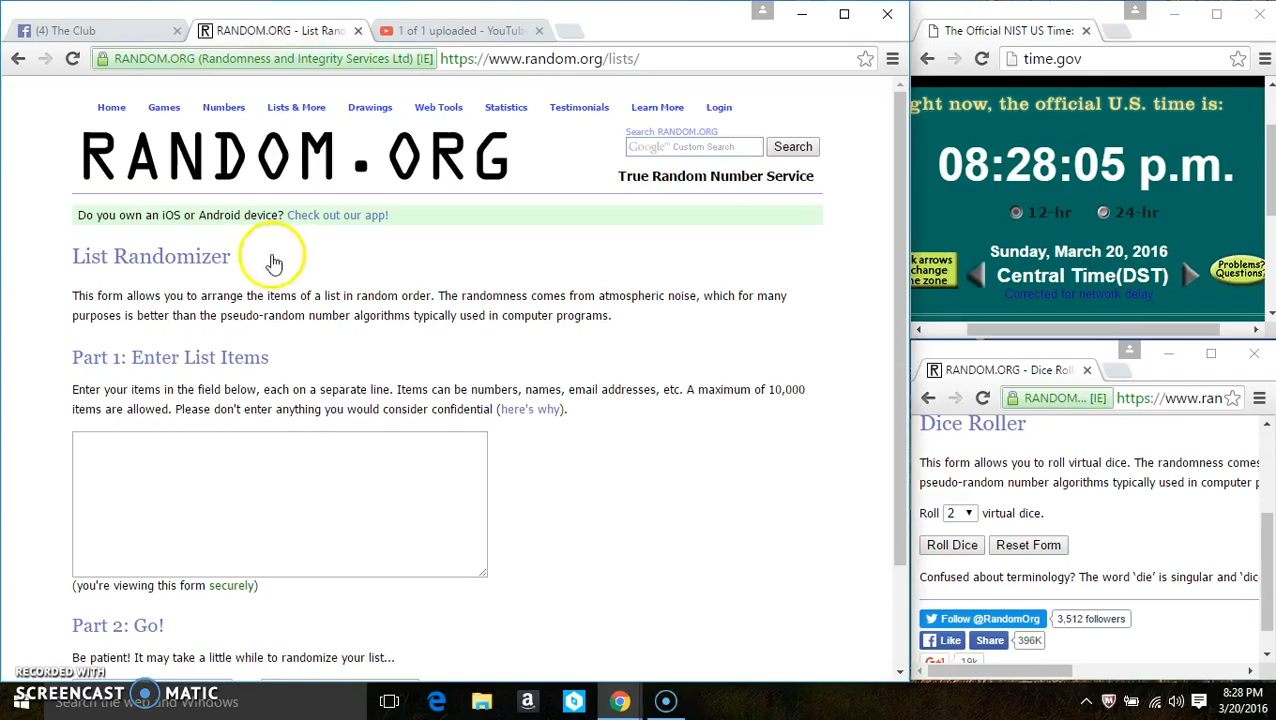 (4) The Club
RANDOM.ORG - List Ran
1 of 1 uploaded - YouTub
RANDOM.ORG (Randomness and Integrity Services Ltd) [IE]
https://www.random.org/lists/
Home Games Numbers Lists & More Drawings Web Tools Statistics Testimonials Learn More Login
RANDOM.ORG
Search RANDOM.ORG
Google™ Custom Search Search
True Random Number Service
Do you own an iOS or Android device? Check out our app!
List Randomizer
This form allows you to arrange the items of a list in random order. The randomness comes from atmospheric noise, which for many
purposes is better than the pseudo-random number algorithms typically used in computer programs.
Part 1: Enter List Items
Enter your items in the field below, each on a separate line. Items can be numbers, names, email addresses, etc. A maximum of 10,000
items are allowed. Please don't enter anything you would consider confidential (here's why).
(you're viewing this form securely)
Part 2: Go!
Be patient! It may take a little while to randomize your list...
RECORDED WITH
SCREENCAST MATIC
Search the web and Windows
The Official NIST US Time:
time.gov
ght now, the official U.S. time is:
08:28:05 p.m.
12-hr 24-hr
Sunday, March 20, 2016
Central Time(DST)
Corrected for network delay
k arrows
change
e zone
Problems?
Questions?
RANDOM.ORG - Dice Roll
RANDOM... [IE]
https://www.ran
Dice Roller
This form allows you to roll virtual dice. The randomness comes
pseudo-random number algorithms typically used in computer p
Roll 2 virtual dice.
Roll Dice Reset Form
Confused about terminology? The word 'die' is singular and 'dic
Follow @RandomOrg 3,512 followers
Like Share 396K
G+1 19k
8:28 PM
3/20/2016